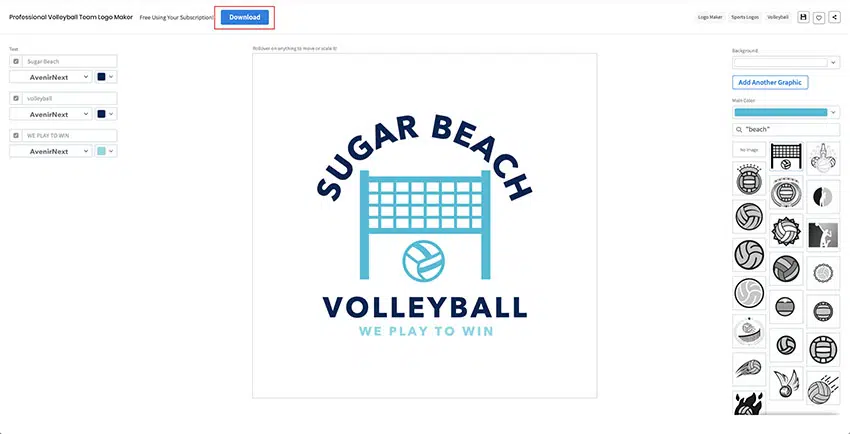 Professional Volleyball Team Logo Maker
Free Using Your Subscription!
Download
Logo Maker
Sports Logos
Volleyball
Text
Sugar Beach
AvenirNext
volleyball
AvenirNext
WE PLAY TO WIN
AvenirNext
Rollover on anything to move or scale it!
SUGAR BEACH
VOLLEYBALL
WE PLAY TO WIN
Background:
Add Another Graphic
Main Color:
"beach"
No Image